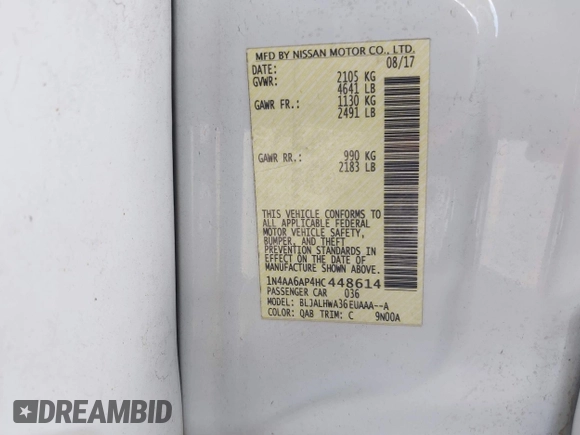 MFD BY NISSAN MOTOR CO., LTD.
DATE: 08/17
GVWR: 2105 KG
4641 LB
GAWR FR.: 1130 KG
2491 LB
GAWR RR.: 990 KG
2183 LB
THIS VEHICLE CONFORMS TO
ALL APPLICABLE FEDERAL
MOTOR VEHICLE SAFETY,
BUMPER, AND THEFT
PREVENTION STANDARDS IN
EFFECT ON THE DATE OF
MANUFACTURE SHOWN ABOVE.
1N4AA6AP4HC448614
PASSENGER CAR 036
MODEL: BLJALHWA36EUAAA--A
COLOR: QAB TRIM: C 9N00A
DREAMBID